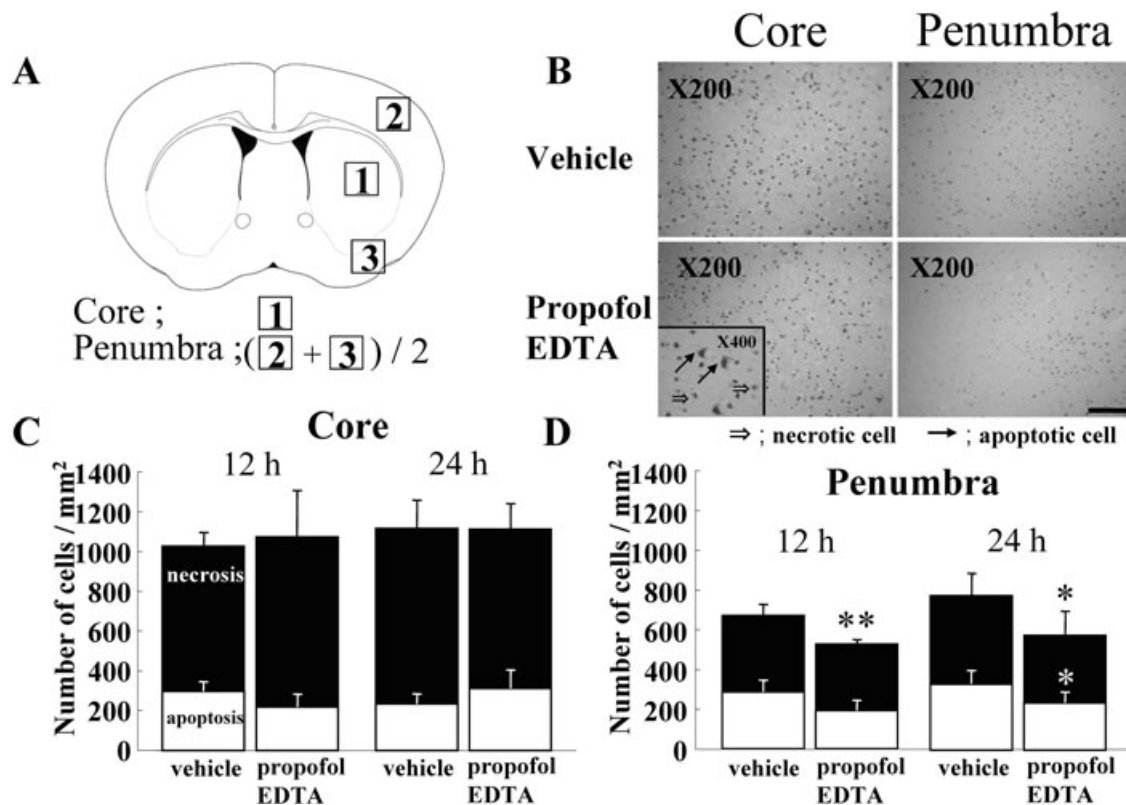 A
2
1
3
Core ; 1
Penumbra ;( 2 + 3 ) / 2
B
Core Penumbra
Vehicle
X200 X200
Propofol
EDTA
X200 X200
X400
⇒ ; necrotic cell → ; apoptotic cell
C
Core
12 h 24 h
Number of cells / mm²
1400
1200
1000
800
600
400
200
0
necrosis
apoptosis
vehicle propofol EDTA vehicle propofol EDTA
D
Penumbra
12 h 24 h
Number of cells / mm²
1400
1200
1000
800
600
400
200
0
** *
*
vehicle propofol EDTA vehicle propofol EDTA